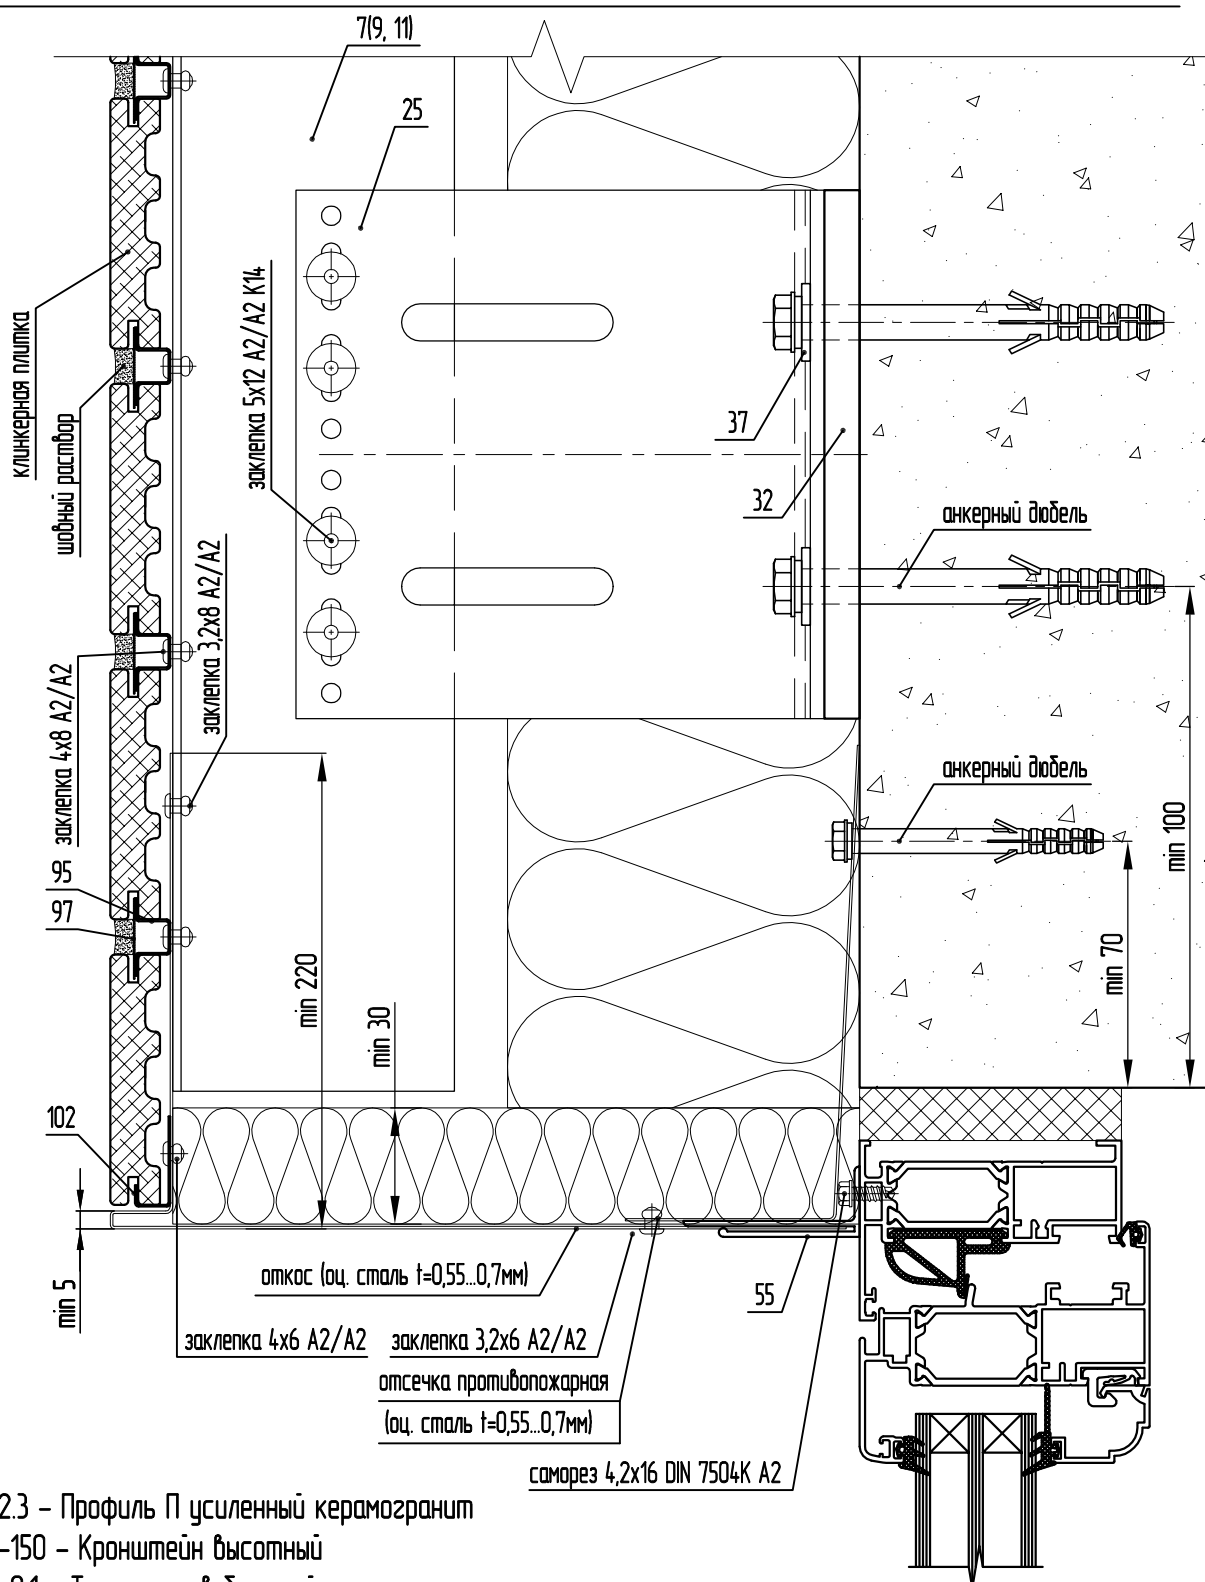 7(9, 11)
25
клинкерная плитка
шовный раствор
заклепка 5х12 А2/А2 К14
37
32
анкерный дюбель
заклепка 3,2х8 А2/А2
заклепка 4х8 А2/А2
анкерный дюбель
min 100
95
97
min 70
min 220
min 30
102
min 5
откос (оц. сталь t=0,55...0,7мм)
55
заклепка 4х6 А2/А2
заклепка 3,2х6 А2/А2
отсечка противопожарная
(оц. сталь t=0,55...0,7мм)
саморез 4,2х16 DIN 7504К А2
2.3 – Профиль П усиленный керамогранит
-150 – Кронштейн высотный